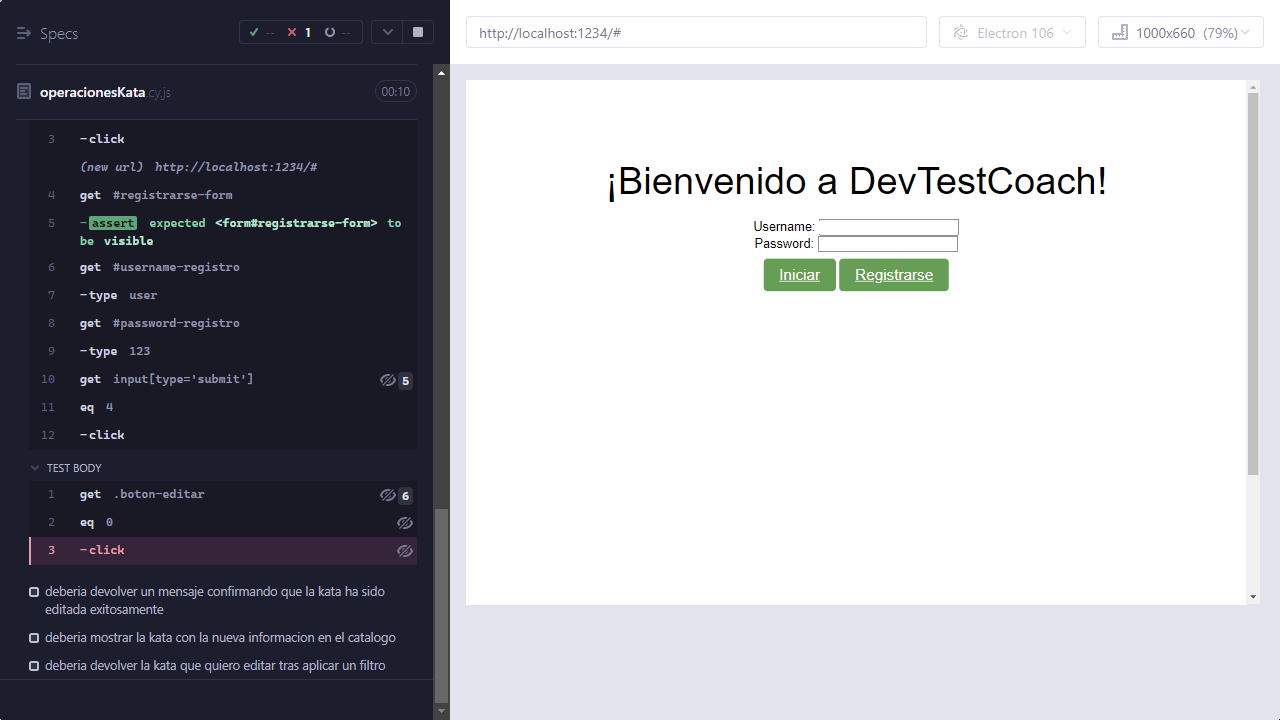 Specs
-- 1 --
operacionesKata.cy.js 00:10
3 -click
(new url) http://localhost:1234/#
4 get #registrarse-form
5 -assert expected <form#registrarse-form> to
be visible
6 get #username-registro
7 -type user
8 get #password-registro
9 -type 123
10 get input[type='submit'] 5
11 eq 4
12 -click
TEST BODY
1 get .boton-editar 6
2 eq 0
3 -click
deberia devolver un mensaje confirmando que la kata ha sido
editada exitosamente
deberia mostrar la kata con la nueva informacion en el catalogo
deberia devolver la kata que quiero editar tras aplicar un filtro
http://localhost:1234/# Electron 106 1000x660 (79%)
¡Bienvenido a DevTestCoach!
Username:
Password:
Iniciar Registrarse